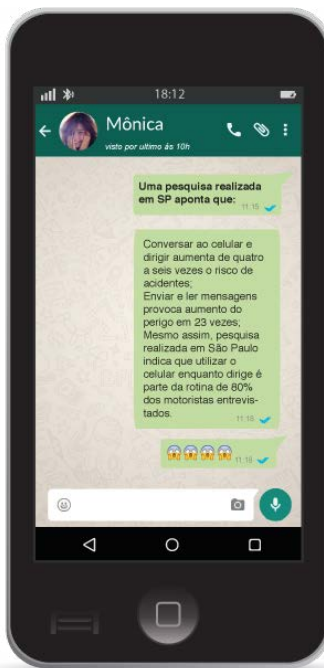 18:12
Mônica
visto por ultimo às 10h
Uma pesquisa realizada
em SP aponta que:
11:15
Conversar ao celular e
dirigir aumenta de quatro
a seis vezes o risco de
acidentes;
Enviar e ler mensagens
provoca aumento do
perigo em 23 vezes;
Mesmo assim, pesquisa
realizada em São Paulo
indica que utilizar o
celular enquanto dirige é
parte da rotina de 80%
dos motoristas entrevis-
tados.
11:15
11:15